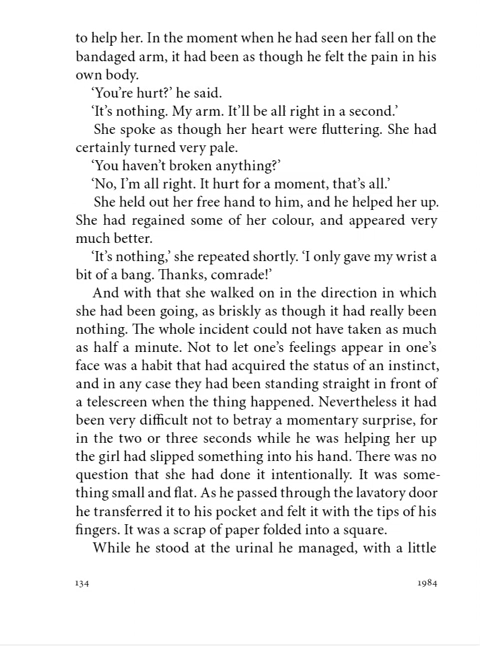 to help her. In the moment when he had seen her fall on the
bandaged arm, it had been as though he felt the pain in his
own body.
‘You’re hurt?’ he said.
‘It’s nothing. My arm. It’ll be all right in a second.’
She spoke as though her heart were fluttering. She had
certainly turned very pale.
‘You haven’t broken anything?’
‘No, I’m all right. It hurt for a moment, that’s all.’
She held out her free hand to him, and he helped her up.
She had regained some of her colour, and appeared very
much better.
‘It’s nothing,’ she repeated shortly. ‘I only gave my wrist a
bit of a bang. Thanks, comrade!’
And with that she walked on in the direction in which
she had been going, as briskly as though it had really been
nothing. The whole incident could not have taken as much
as half a minute. Not to let one’s feelings appear in one’s
face was a habit that had acquired the status of an instinct,
and in any case they had been standing straight in front of
a telescreen when the thing happened. Nevertheless it had
been very difficult not to betray a momentary surprise, for
in the two or three seconds while he was helping her up
the girl had slipped something into his hand. There was no
question that she had done it intentionally. It was some-
thing small and flat. As he passed through the lavatory door
he transferred it to his pocket and felt it with the tips of his
fingers. It was a scrap of paper folded into a square.
While he stood at the urinal he managed, with a little
134 1984